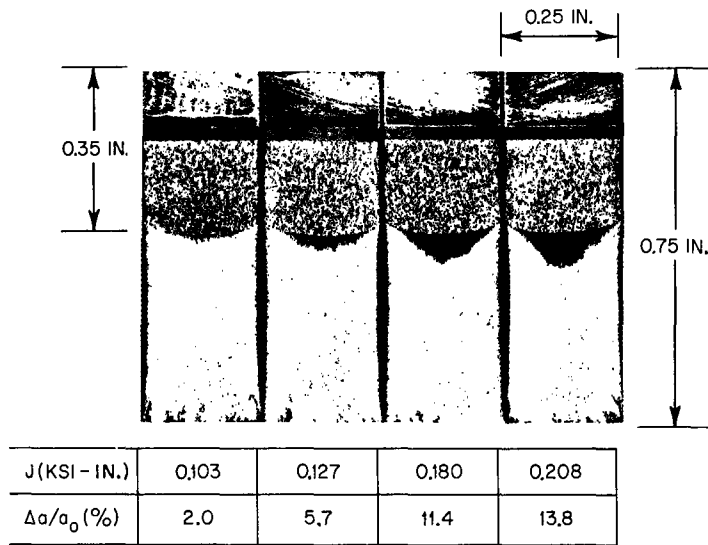 0.25 IN.
0.35 IN.
0.75 IN.
J(KSI-IN.) 0.103 0.127 0.180 0.208
Δa/a₀(%) 2.0 5.7 11.4 13.8